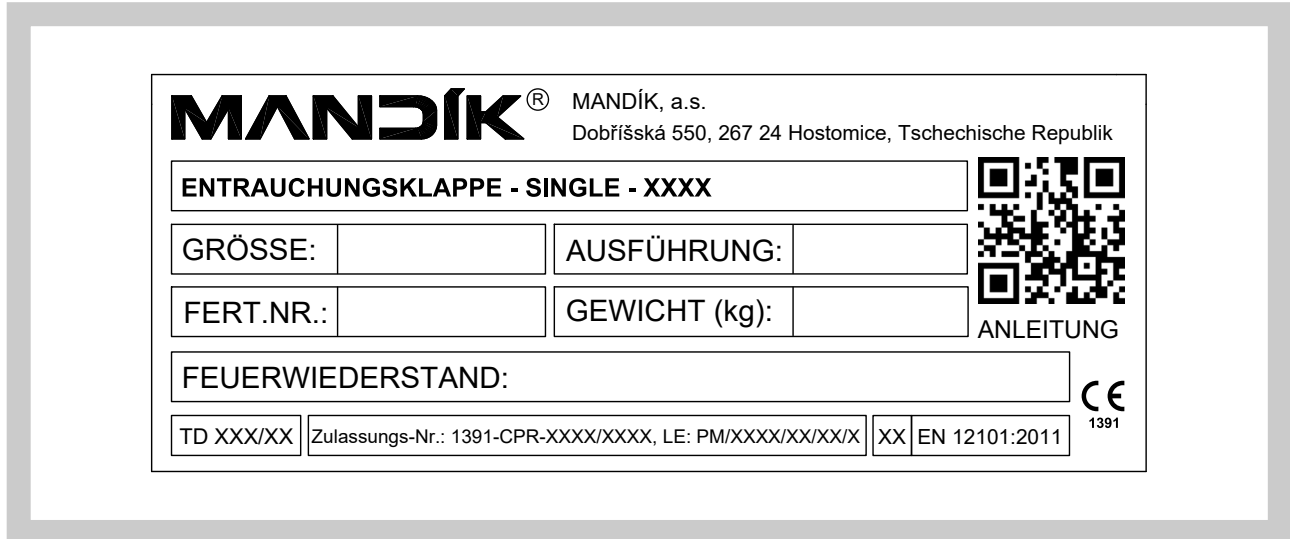 MANDÍK® MANDÍK, a.s.
Dobříšská 550, 267 24 Hostomice, Tschechische Republik
ENTRAUCHUNGSKLAPPE - SINGLE - XXXX
GRÖSSE: AUSFÜHRUNG:
FERT.NR.: GEWICHT (kg):
ANLEITUNG
FEUERWIEDERSTAND:
CE
1391
TD XXX/XX Zulassungs-Nr.: 1391-CPR-XXXX/XXXX, LE: PM/XXXX/XX/XX/X XX EN 12101:2011